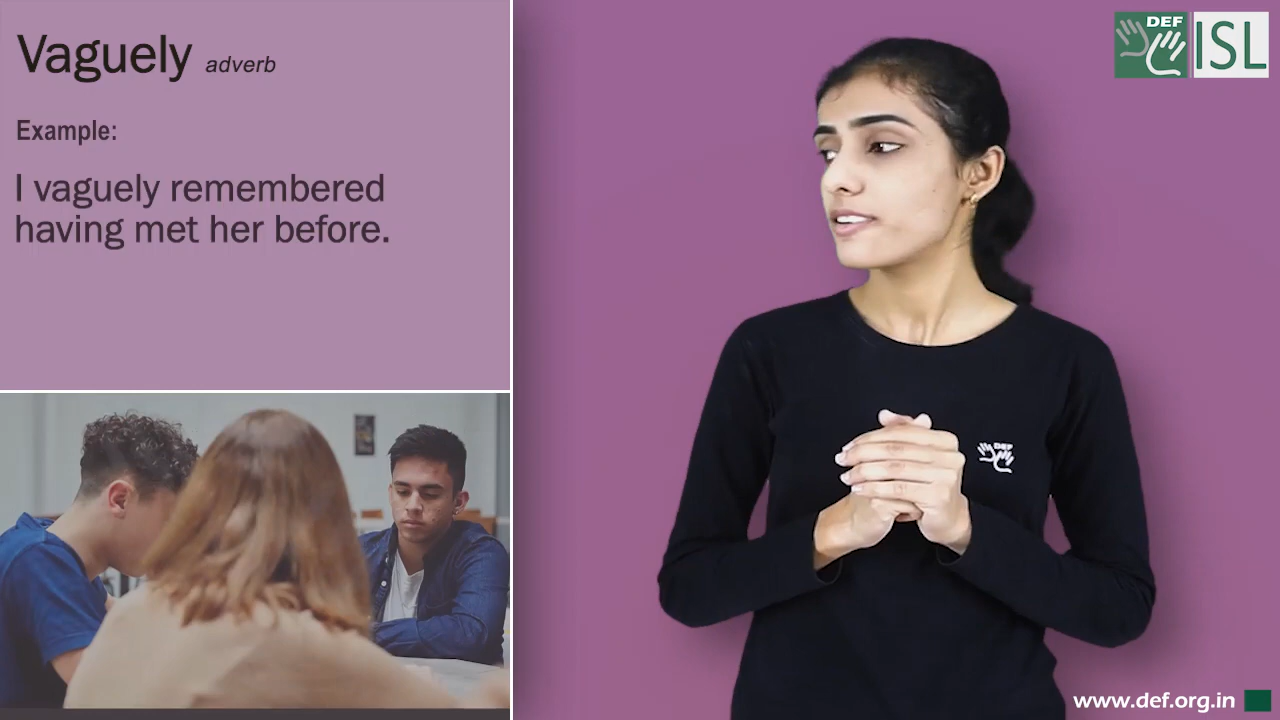 Vaguely adverb
Example:
I vaguely remembered
having met her before.
DEF
ISL
DEF
www.def.org.in